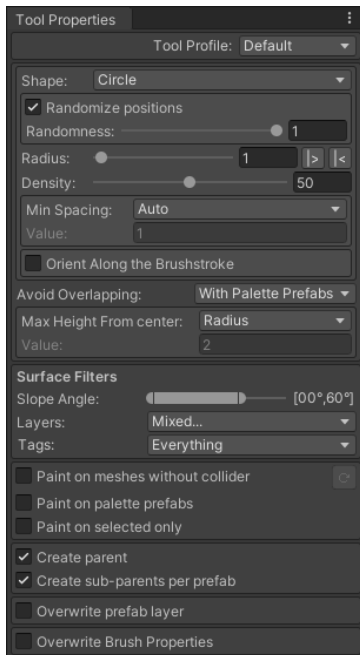 Tool Properties
Tool Profile: Default
Shape: Circle
Randomize positions
Randomness: 1
Radius: 1 |> |<
Density: 50
Min Spacing: Auto
Value: 1
Orient Along the Brushstroke
Avoid Overlapping: With Palette Prefabs
Max Height From center: Radius
Value: 2
Surface Filters
Slope Angle: [00°,60°]
Layers: Mixed...
Tags: Everything
Paint on meshes without collider
Paint on palette prefabs
Paint on selected only
Create parent
Create sub-parents per prefab
Overwrite prefab layer
Overwrite Brush Properties